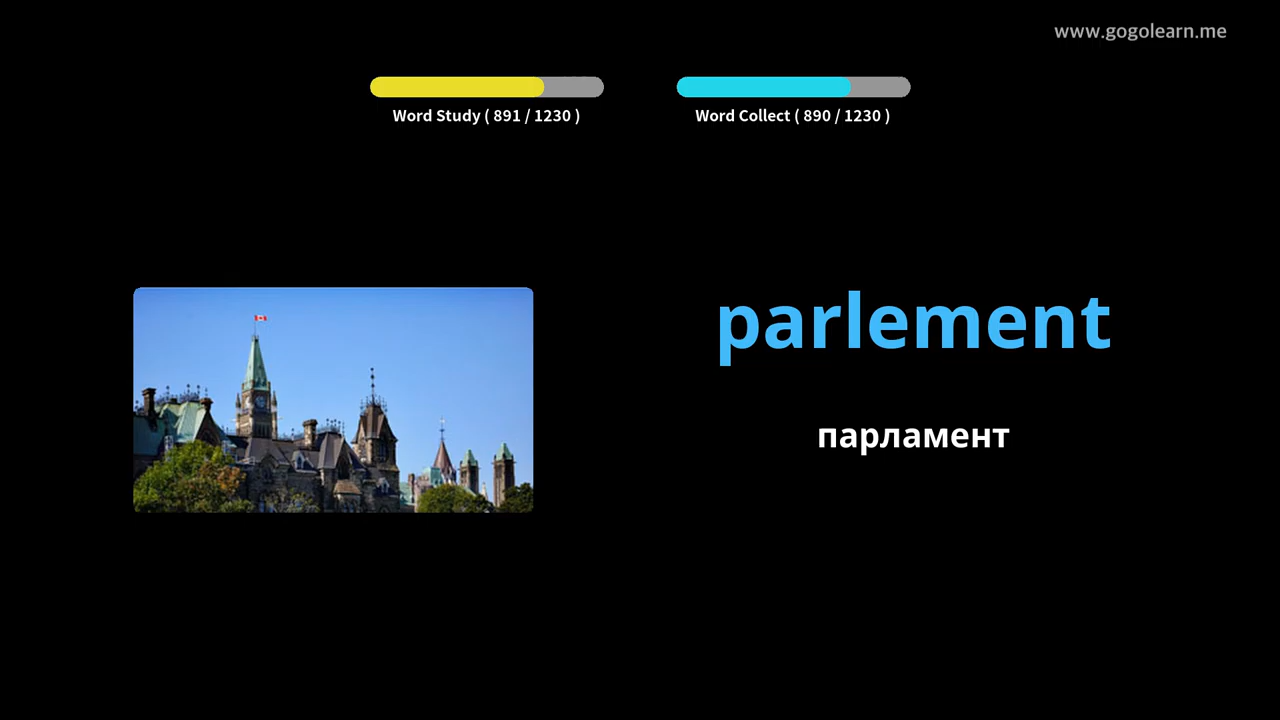 www.gogolearn.me
Word Study ( 891 / 1230 )
Word Collect ( 890 / 1230 )
parlement
парламент